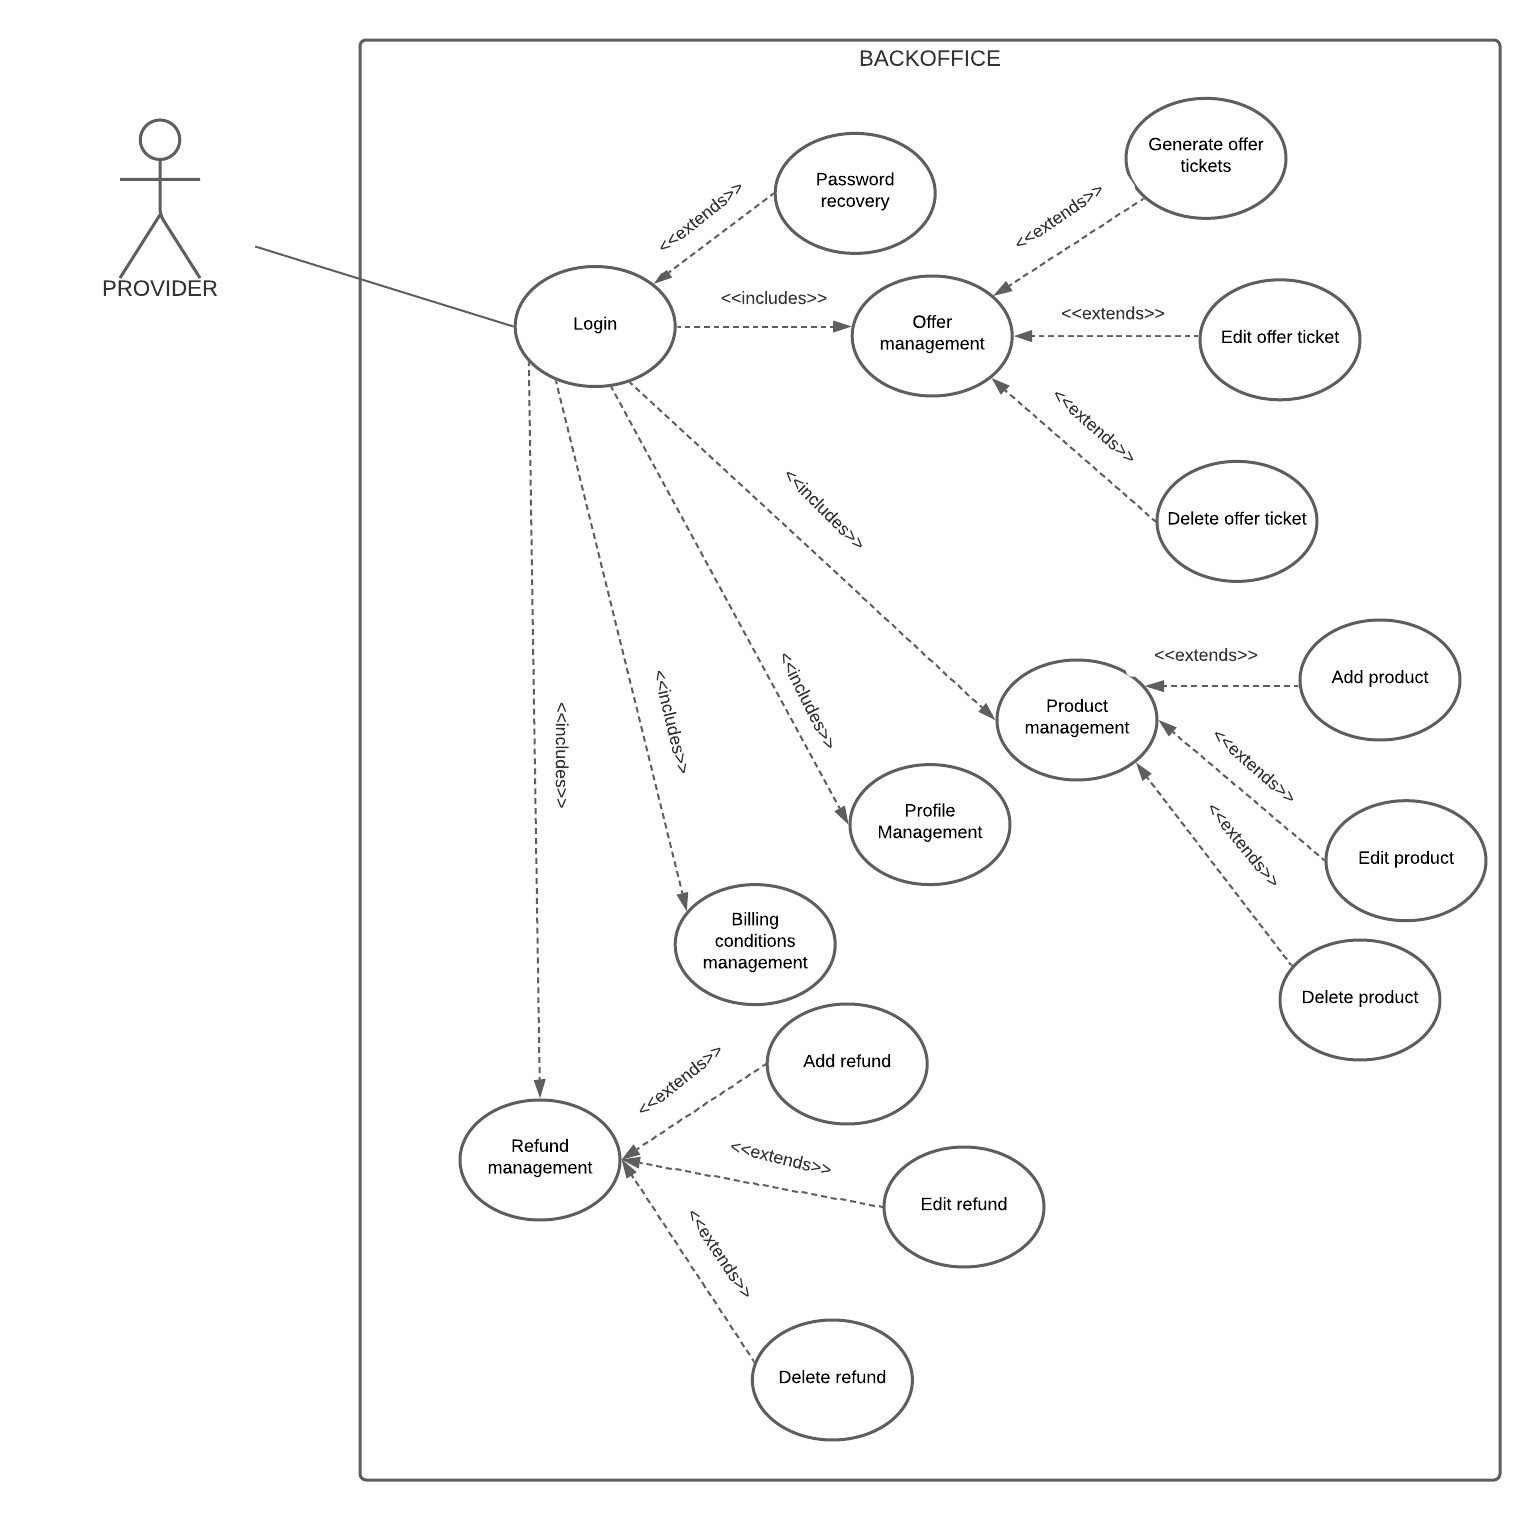 BACKOFFICE
PROVIDER
Password
recovery
Generate offer
tickets
<<extends>>
<<extends>>
Login
<<includes>>
Offer
management
<<extends>>
Edit offer ticket
<<extends>>
Delete offer ticket
<<includes>>
<<includes>>
<<includes>>
<<includes>>
Product
management
<<extends>>
Add product
<<extends>>
Edit product
<<extends>>
Delete product
Profile
Management
Billing
conditions
management
Refund
management
<<extends>>
Add refund
<<extends>>
Edit refund
<<extends>>
Delete refund